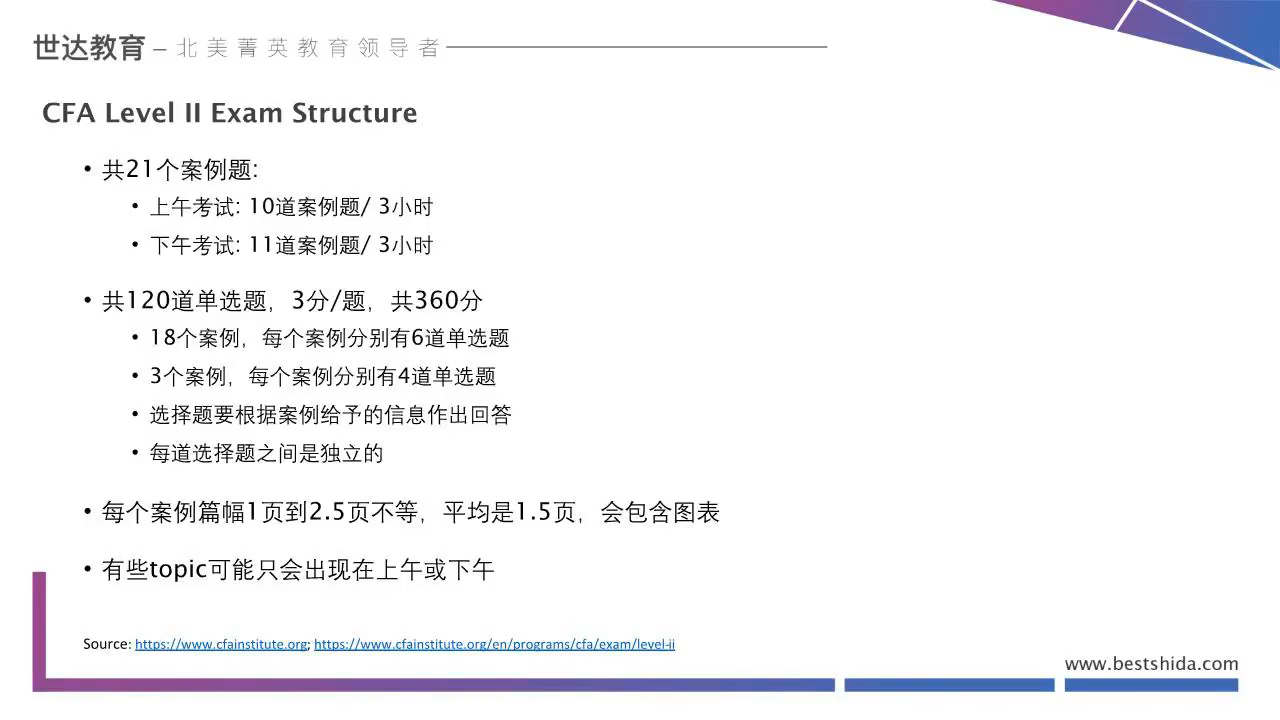 世达教育 – 北美菁英教育领导者
CFA Level II Exam Structure
• 共21个案例题:
• 上午考试: 10道案例题/ 3小时
• 下午考试: 11道案例题/ 3小时
• 共120道单选题，3分/题，共360分
• 18个案例，每个案例分别有6道单选题
• 3个案例，每个案例分别有4道单选题
• 选择题要根据案例给予的信息作出回答
• 每道选择题之间是独立的
• 每个案例篇幅1页到2.5页不等，平均是1.5页，会包含图表
• 有些topic可能只会出现在上午或下午
Source: https://www.cfainstitute.org; https://www.cfainstitute.org/en/programs/cfa/exam/level-ii
www.bestshida.com